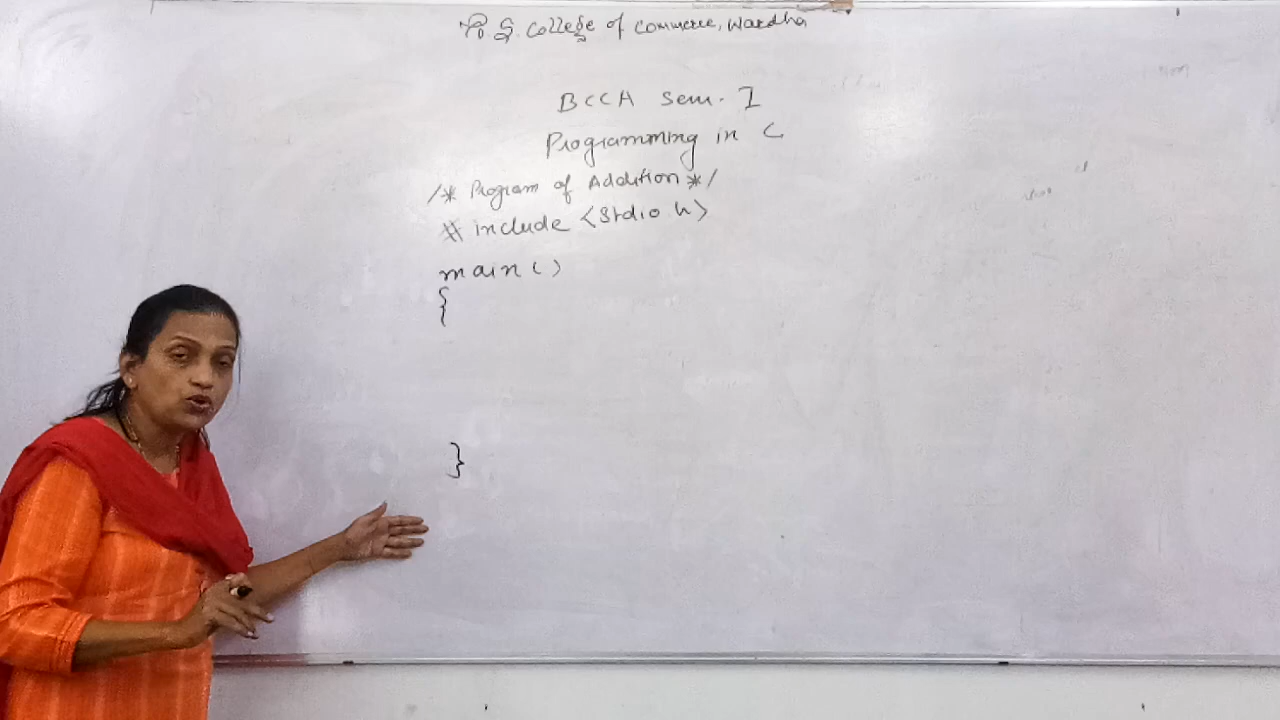 P. S. College of Commerce, Wardha
BCCA Sem. I
Programming in C
/* Program of Addition */
# include <Stdio h>
main ( )
{
}